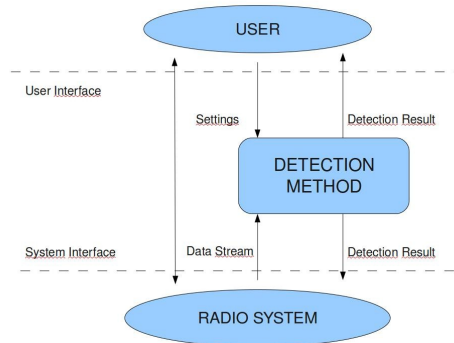 USER
User Interface
Settings
Detection Result
DETECTION
METHOD
System Interface
Data Stream
Detection Result
RADIO SYSTEM